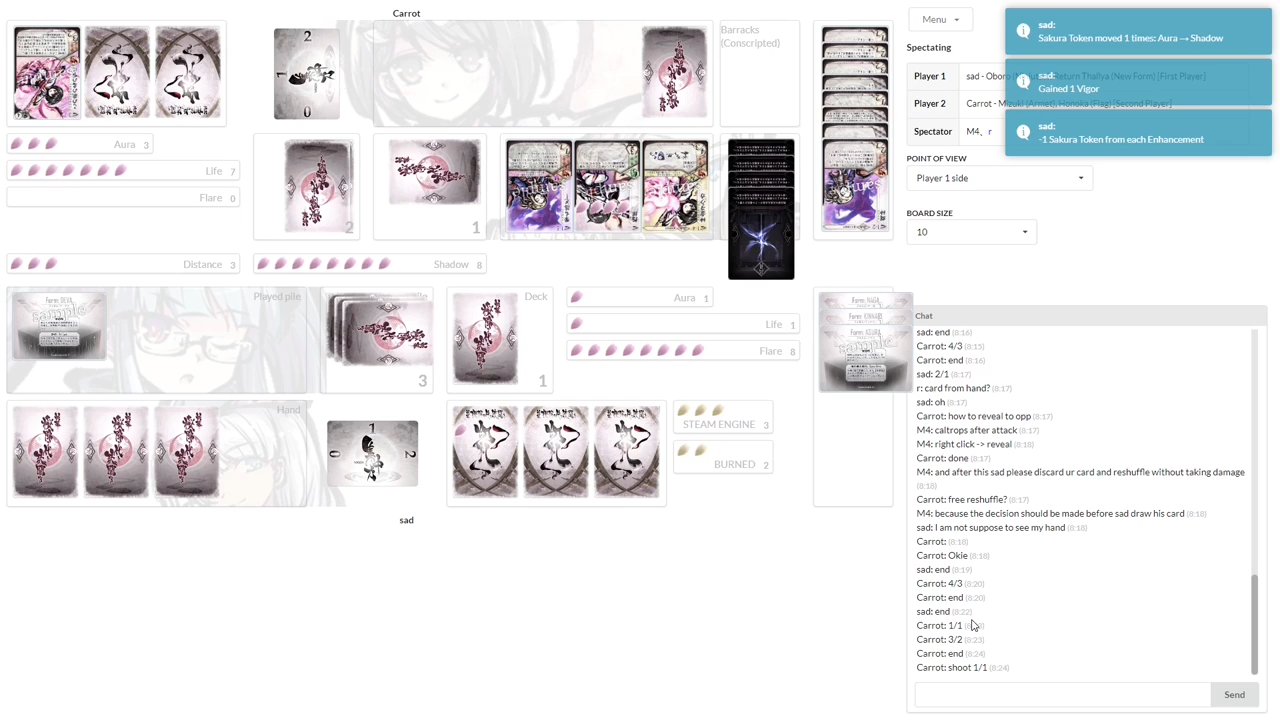 Carrot
Menu
sad:
Sakura Token moved 1 times: Aura → Shadow
sad:
Gained 1 Vigor
sad:
-1 Sakura Token from each Enhancement
Spectating
Player 1
Player 2
Spectator
M4、r
POINT OF VIEW
Player 1 side
BOARD SIZE
10
Barracks
(Conscripted)
Aura 3
Life 7
Flare 0
2
1
Distance 3
Shadow 8
Played pile
3
Deck
1
Aura 1
Life 1
Flare 8
Hand
STEAM ENGINE 3
BURNED 2
sad
Chat
sad: end (8:16)
Carrot: 4/3 (8:15)
Carrot: end (8:16)
sad: 2/1 (8:17)
r: card from hand? (8:17)
sad: oh (8:17)
Carrot: how to reveal to opp (8:17)
M4: caltrops after attack (8:17)
M4: right click -> reveal (8:18)
Carrot: done (8:17)
M4: and after this sad please discard ur card and reshuffle without taking damage
(8:18)
Carrot: free reshuffle? (8:17)
M4: because the decision should be made before sad draw his card (8:18)
sad: I am not suppose to see my hand (8:18)
Carrot: (8:18)
Carrot: Okie (8:18)
sad: end (8:19)
Carrot: 4/3 (8:20)
Carrot: end (8:20)
sad: end (8:22)
Carrot: 1/1
Carrot: 3/2 (8:23)
Carrot: end (8:24)
Carrot: shoot 1/1 (8:24)
Send